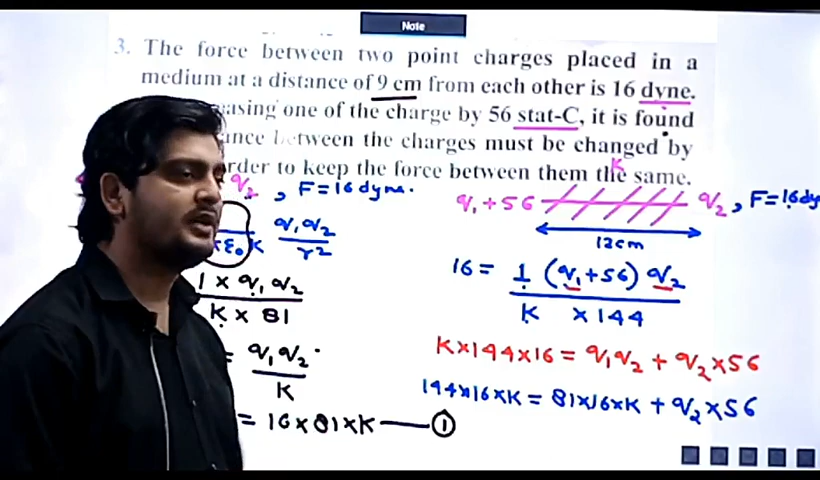 Note
3. The force between two point charges placed in a
medium at a distance of 9 cm from each other is 16 dyne.
asing one of the charge by 56 stat-C, it is found
ance between the charges must be changed by
rder to keep the force between them the same.
K
q2 , F=16 dyne.
q1+56 q2, F=16dy
12cm
ε0 K q1q2
r2
16 = 1 (q1+56) q2
K ×144
1 × q1q2
K × 81
K×144×16 = q1q2 + q2×56
= q1q2
K
144×16×K = 81×16×K + q2×56
= 16×81×K — 1